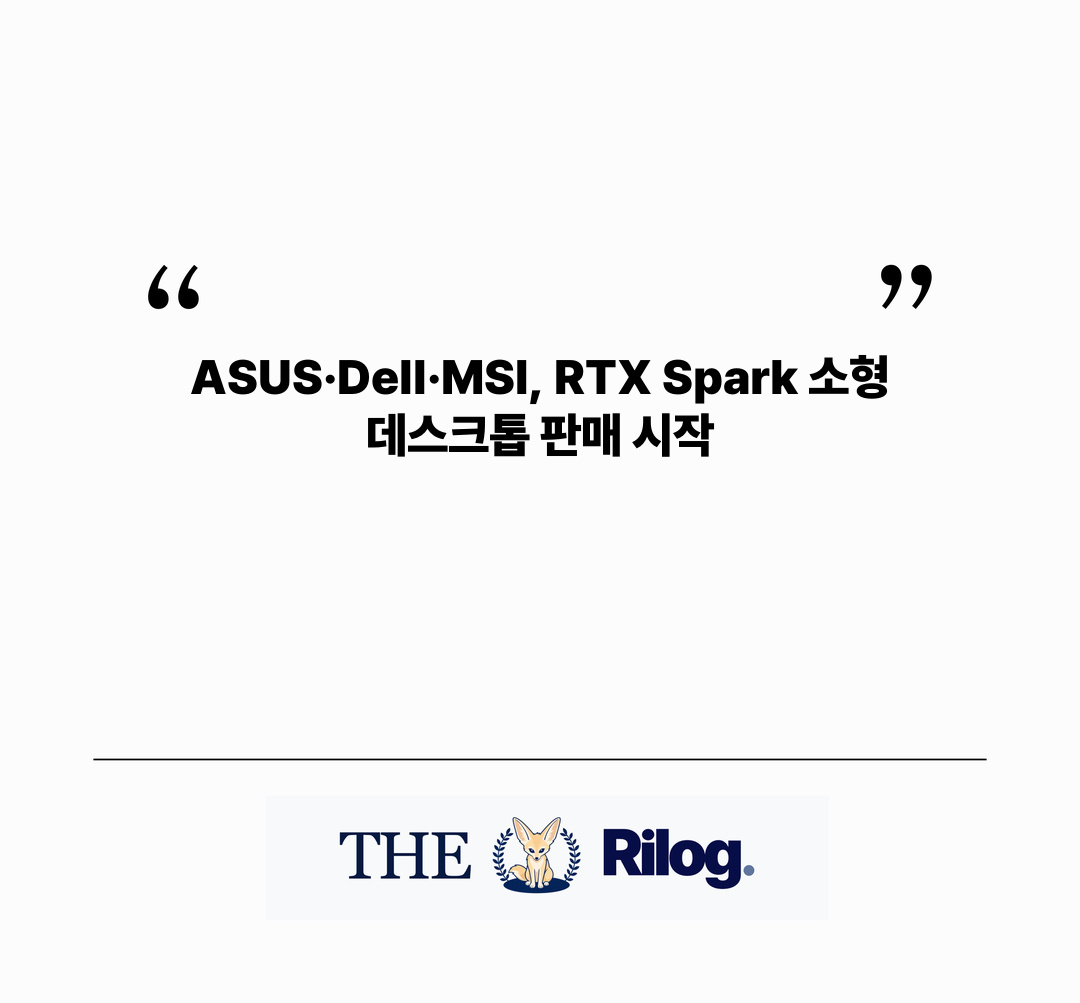 “ ”
ASUS·Dell·MSI, RTX Spark 소형
데스크톱 판매 시작
THE Rilog.